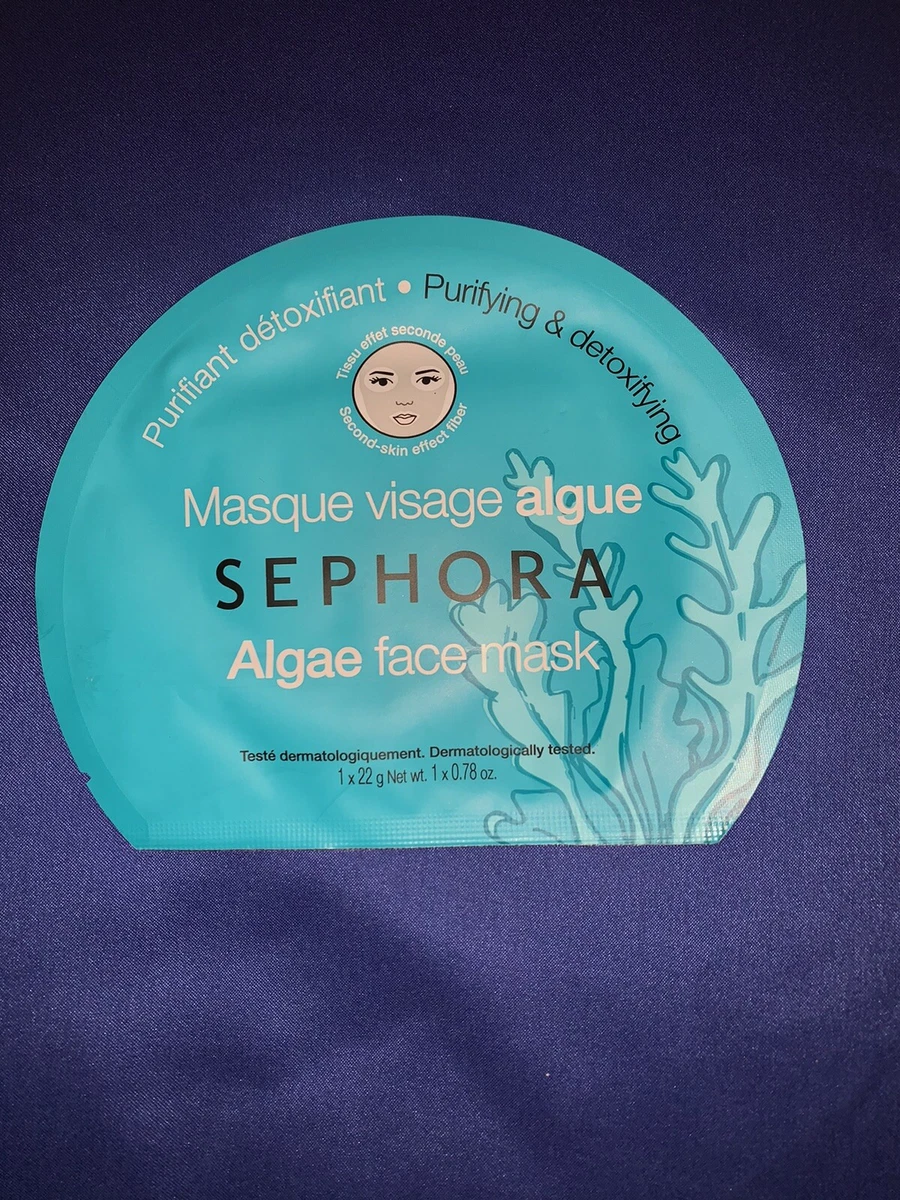 Purifiant détoxifiant • Purifying & detoxifying
Tissu effet seconde peau
Second-skin effect fiber
Masque visage algue
SEPHORA
Algae face mask
Testé dermatologiquement. Dermatologically tested.
1 x 22 g Net wt. 1 x 0.78 oz.